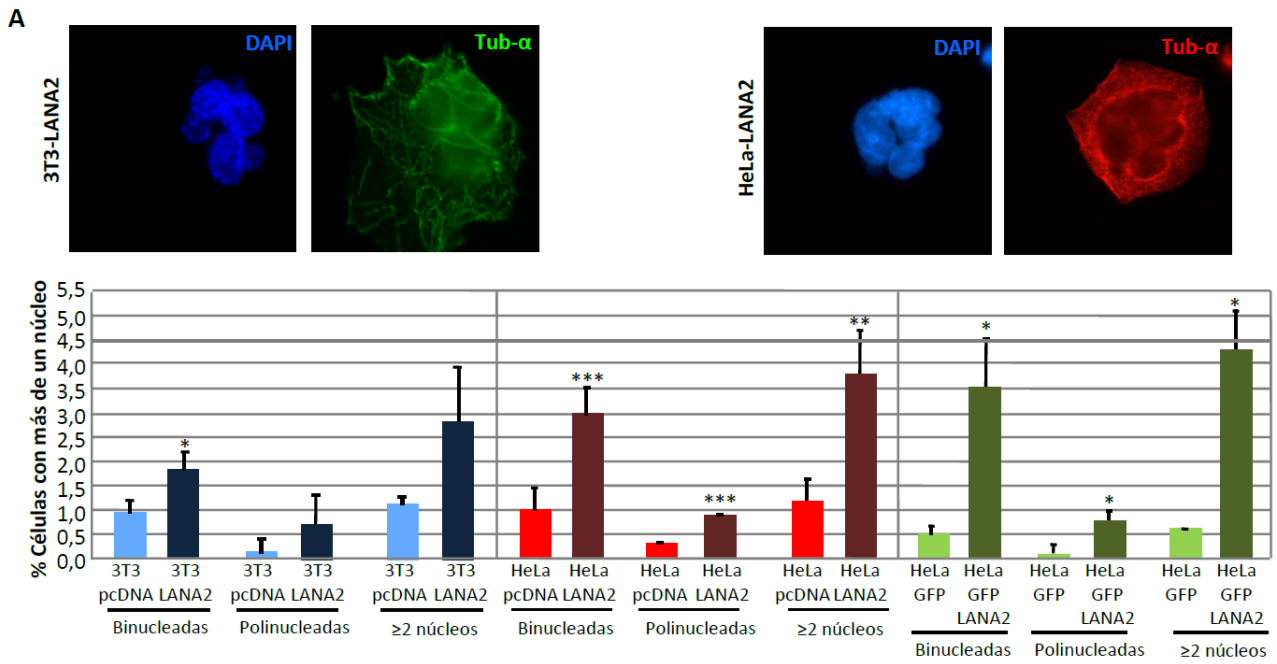 A
3T3-LANA2
DAPI
Tub-α
HeLa-LANA2
DAPI
Tub-α
% Células con más de un núcleo
5,5
5,0
4,5
4,0
3,5
3,0
2,5
2,0
1,5
1,0
0,5
0,0
*
***
***
**
*
*
*
3T3 3T3 3T3 3T3 3T3 3T3 HeLa HeLa HeLa HeLa HeLa HeLa HeLa HeLa HeLa HeLa HeLa HeLa
pcDNA LANA2 pcDNA LANA2 pcDNA LANA2 pcDNA LANA2 pcDNA LANA2 pcDNA LANA2 GFP GFP GFP GFP GFP GFP
LANA2 LANA2 LANA2
Binucleadas Polinucleadas ≥2 núcleos Binucleadas Polinucleadas ≥2 núcleos Binucleadas Polinucleadas ≥2 núcleos